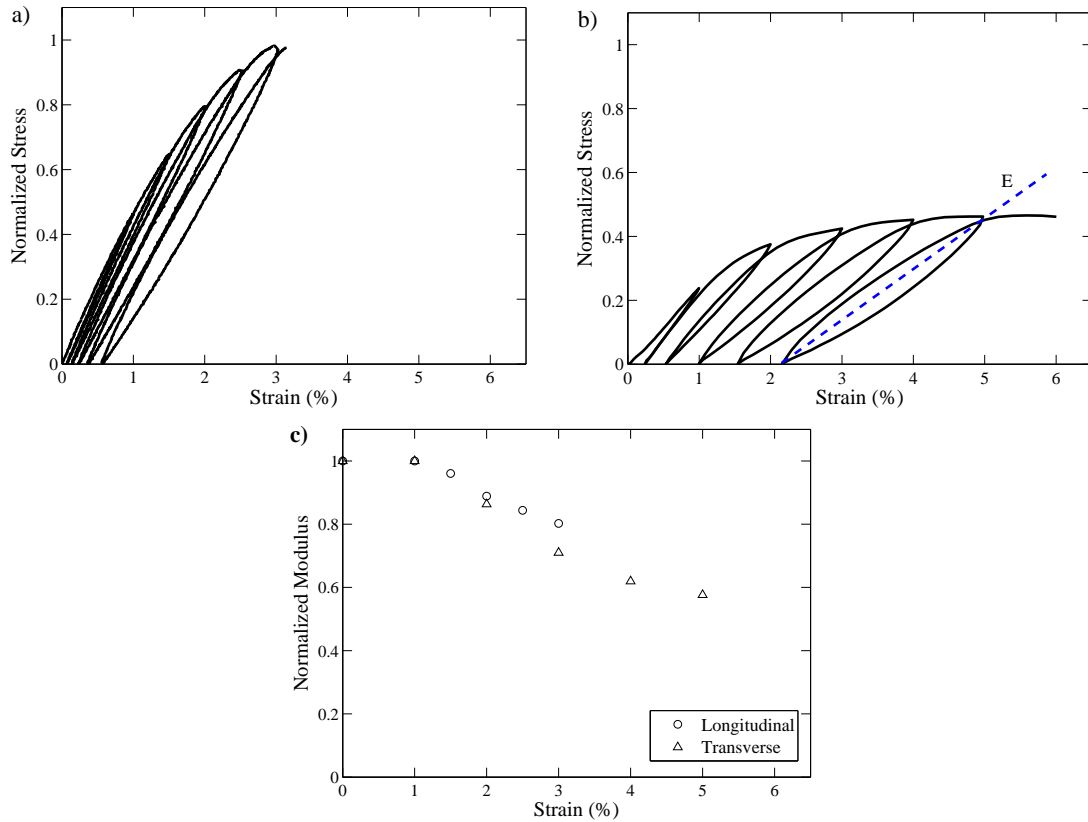 a)
1
0.8
0.6
0.4
0.2
0
Normalized Stress
0 1 2 3 4 5 6
Strain (%)
b)
1
0.8
0.6
0.4
0.2
0
Normalized Stress
E
0 1 2 3 4 5 6
Strain (%)
c)
1
0.8
0.6
0.4
0.2
0
Normalized Modulus
Longitudinal
Transverse
0 1 2 3 4 5 6
Strain (%)